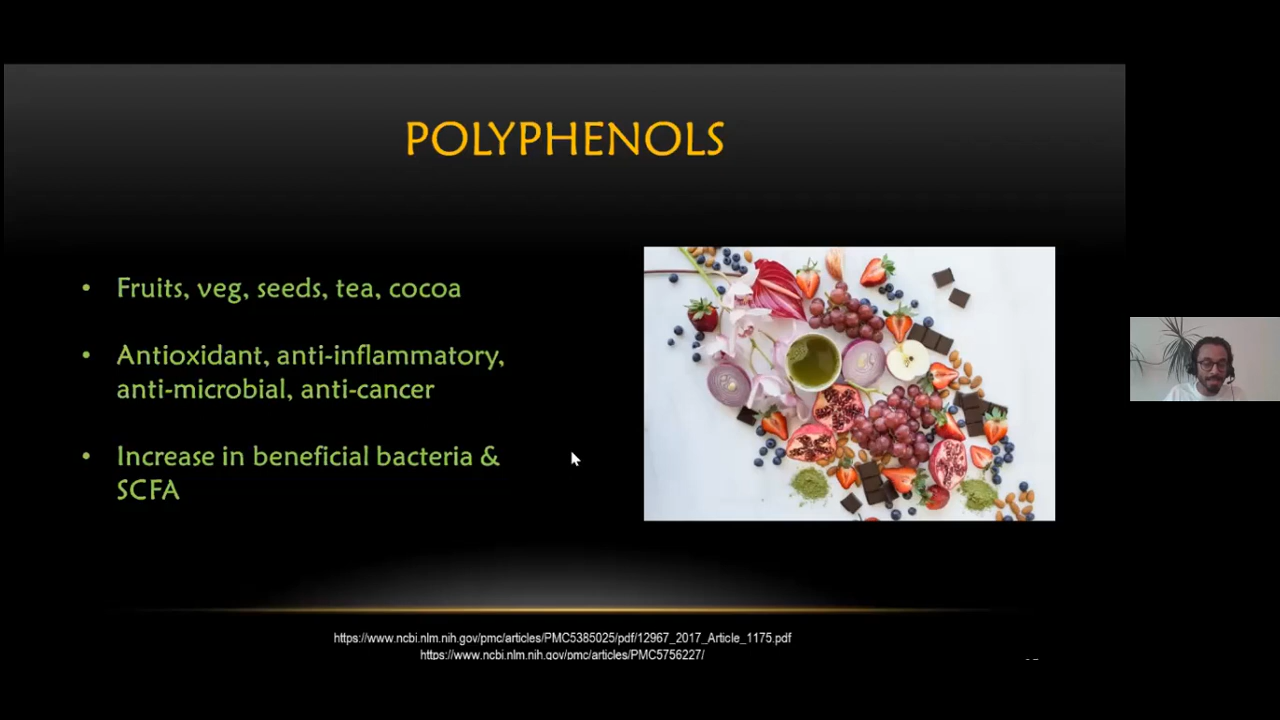 POLYPHENOLS
• Fruits, veg, seeds, tea, cocoa
• Antioxidant, anti-inflammatory,
anti-microbial, anti-cancer
• Increase in beneficial bacteria &
SCFA
https://www.ncbi.nlm.nih.gov/pmc/articles/PMC5385025/pdf/12967_2017_Article_1175.pdf
https://www.ncbi.nlm.nih.gov/pmc/articles/PMC5756227/